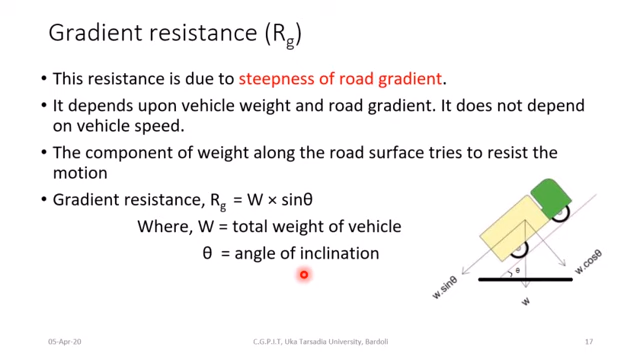 Gradient resistance (Rg)
• This resistance is due to steepness of road gradient.
• It depends upon vehicle weight and road gradient. It does not depend
on vehicle speed.
• The component of weight along the road surface tries to resist the
motion
• Gradient resistance, Rg = W × sinθ
Where, W = total weight of vehicle
θ = angle of inclination
w.sinθ
θ
w
w.cosθ
05-Apr-20
C.G.P.I.T, Uka Tarsadia University, Bardoli
17